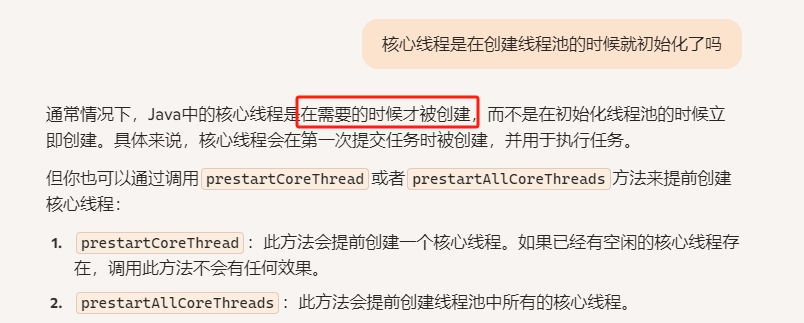 核心线程是在创建线程池的时候就初始化了吗
通常情况下，Java中的核心线程是在需要的时候才被创建，而不是在初始化线程池的时候立
即创建。具体来说，核心线程会在第一次提交任务时被创建，并用于执行任务。
但你也可以通过调用 prestartCoreThread 或者 prestartAllCoreThreads 方法来提前创建
核心线程：
1. prestartCoreThread ：此方法会提前创建一个核心线程。如果已经有空闲的核心线程存
在，调用此方法不会有任何效果。
2. prestartAllCoreThreads ：此方法会提前创建线程池中所有的核心线程。